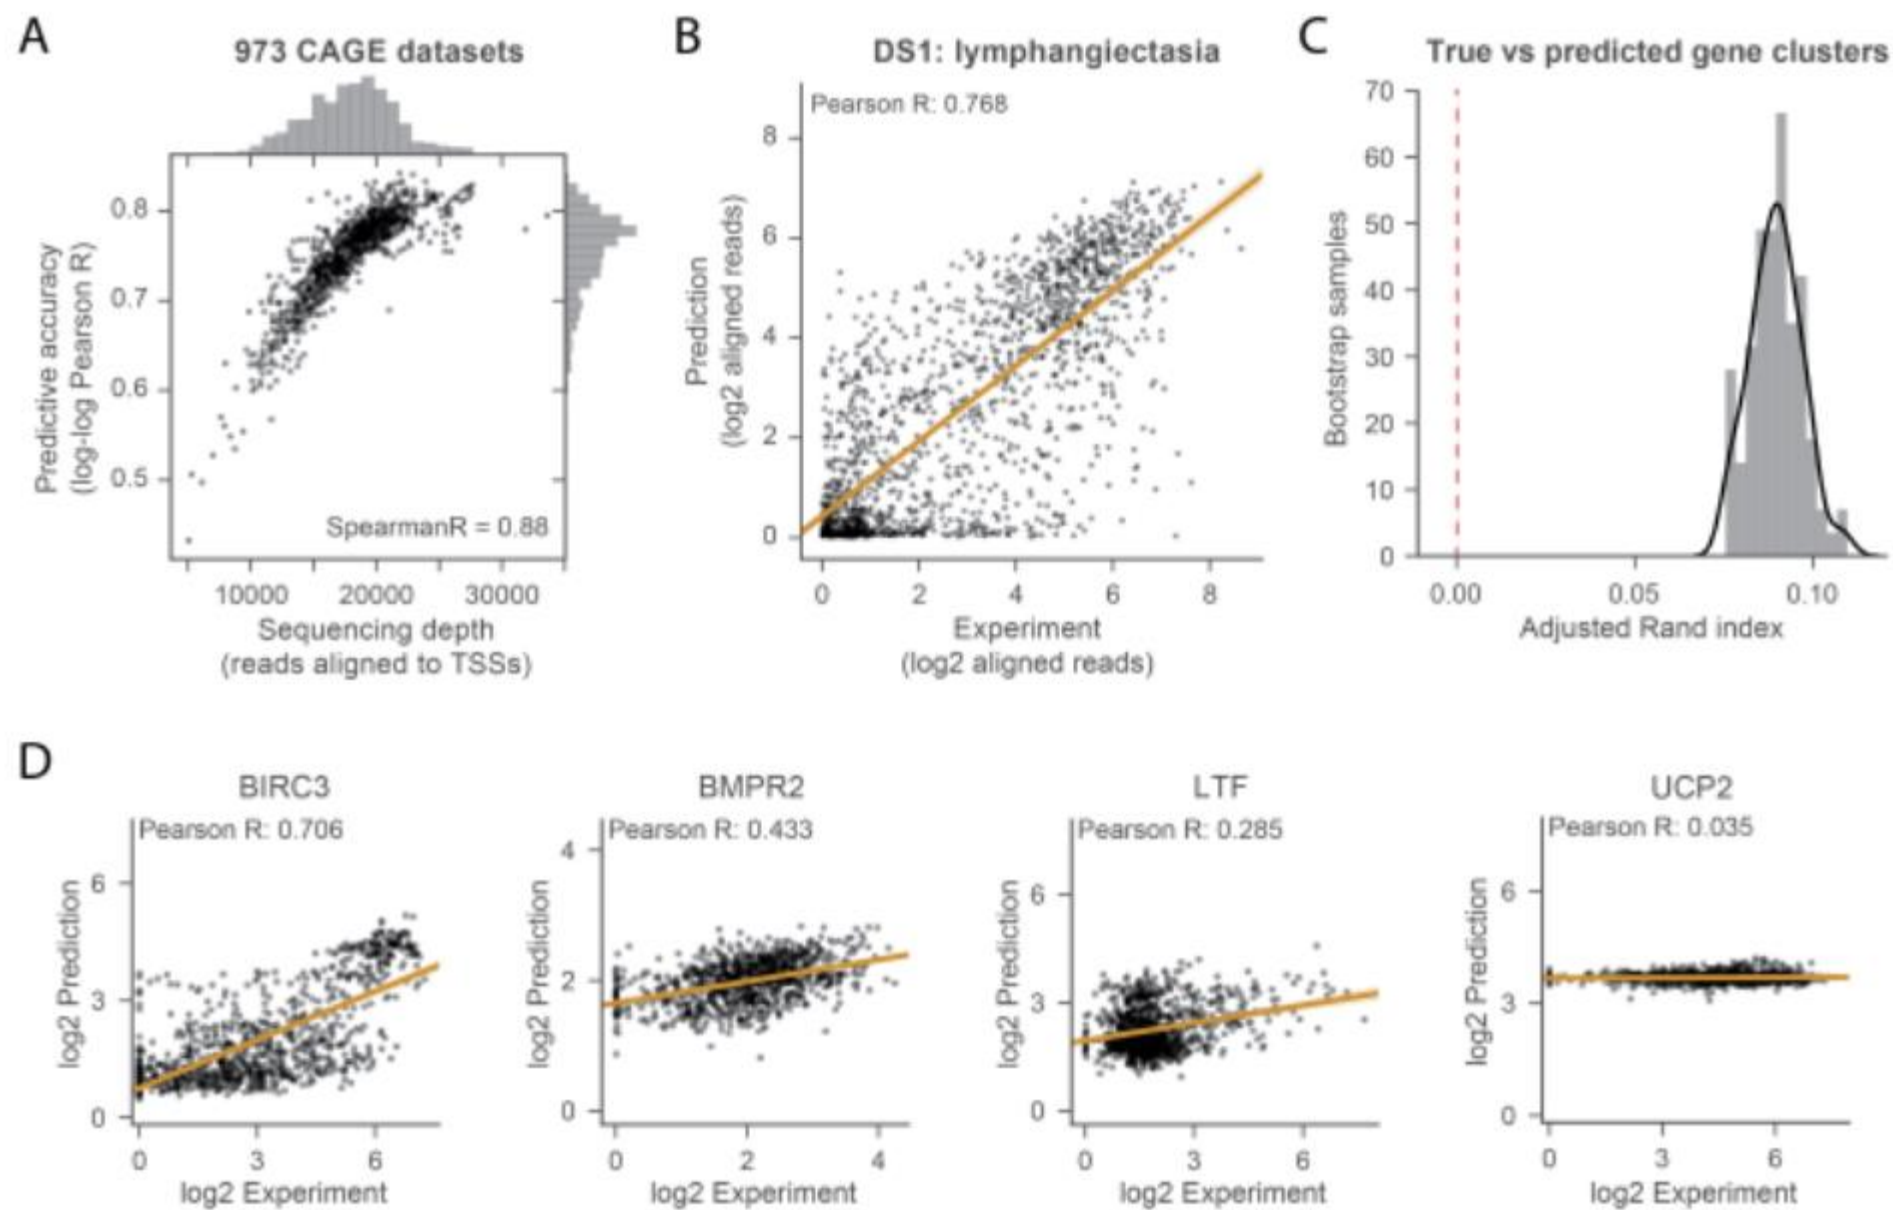 A
973 CAGE datasets
0.8
0.7
0.6
0.5
Predictive accuracy
(log-log Pearson R)
SpearmanR = 0.88
10000 20000 30000
Sequencing depth
(reads aligned to TSSs)
B
DS1: lymphangiectasia
Pearson R: 0.768
8
6
4
2
0
Prediction
(log2 aligned reads)
0 2 4 6 8
Experiment
(log2 aligned reads)
C
True vs predicted gene clusters
70
60
50
40
30
20
10
0
Bootstrap samples
0.00 0.05 0.10
Adjusted Rand index
D
BIRC3
Pearson R: 0.706
6
3
0
log2 Prediction
0 3 6
log2 Experiment
BMPR2
Pearson R: 0.433
4
2
0
log2 Prediction
0 2 4
log2 Experiment
LTF
Pearson R: 0.285
6
3
0
log2 Prediction
0 3 6
log2 Experiment
UCP2
Pearson R: 0.035
6
3
0
log2 Prediction
0 3 6
log2 Experiment